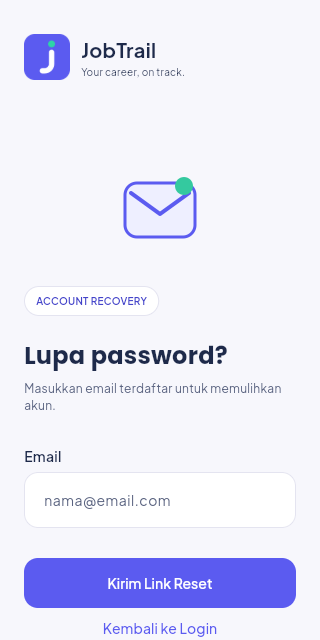 JobTrail
Your career, on track.
ACCOUNT RECOVERY
Lupa password?
Masukkan email terdaftar untuk memulihkan
akun.
Email
nama@email.com
Kirim Link Reset
Kembali ke Login